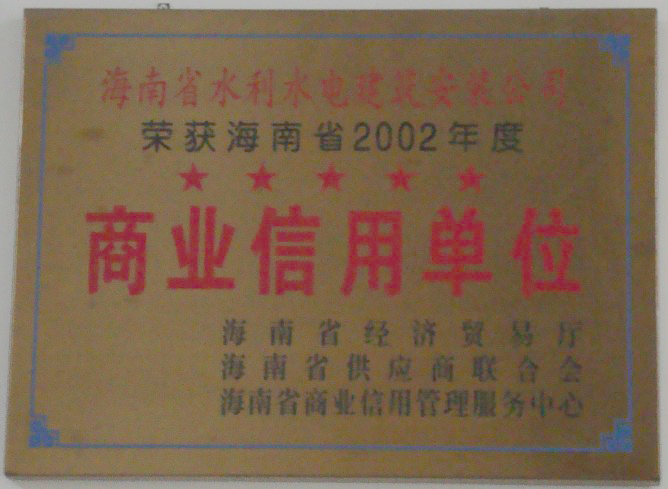 海南省水利水电建筑安装公司
荣获海南省2002年度
★ ★ ★ ★ ★
商业信用单位
海南省经济贸易厅
海南省供应商联合会
海南省商业信用管理服务中心